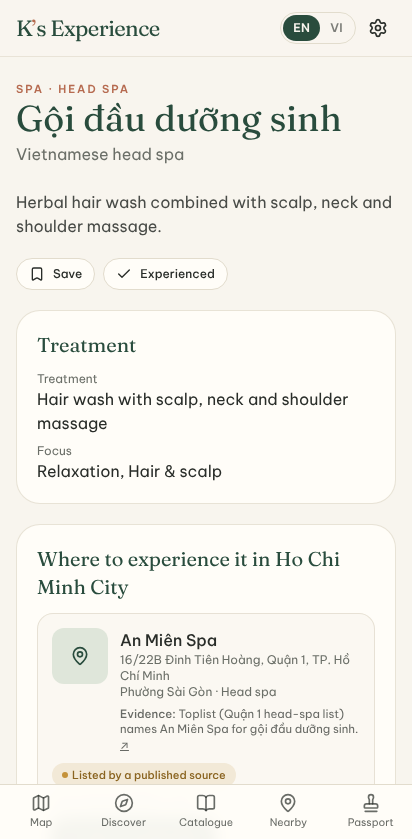 K's Experience
EN
VI
SPA · HEAD SPA
Gội đầu dưỡng sinh
Vietnamese head spa
Herbal hair wash combined with scalp, neck and
shoulder massage.
Save
Experienced
Treatment
Treatment
Hair wash with scalp, neck and shoulder
massage
Focus
Relaxation, Hair & scalp
Where to experience it in Ho Chi
Minh City
An Miên Spa
16/22B Đinh Tiên Hoàng, Quận 1, TP. Hồ
Chí Minh
Phường Sài Gòn · Head spa
Evidence: Toplist (Quận 1 head-spa list)
names An Miên Spa for gội đầu dưỡng sinh.
↗
Listed by a published source
Map
Discover
Catalogue
Nearby
Passport